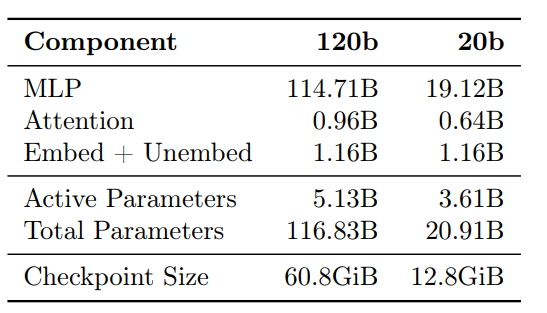 Component 120b 20b
MLP 114.71B 19.12B
Attention 0.96B 0.64B
Embed + Unembed 1.16B 1.16B
Active Parameters 5.13B 3.61B
Total Parameters 116.83B 20.91B
Checkpoint Size 60.8GiB 12.8GiB